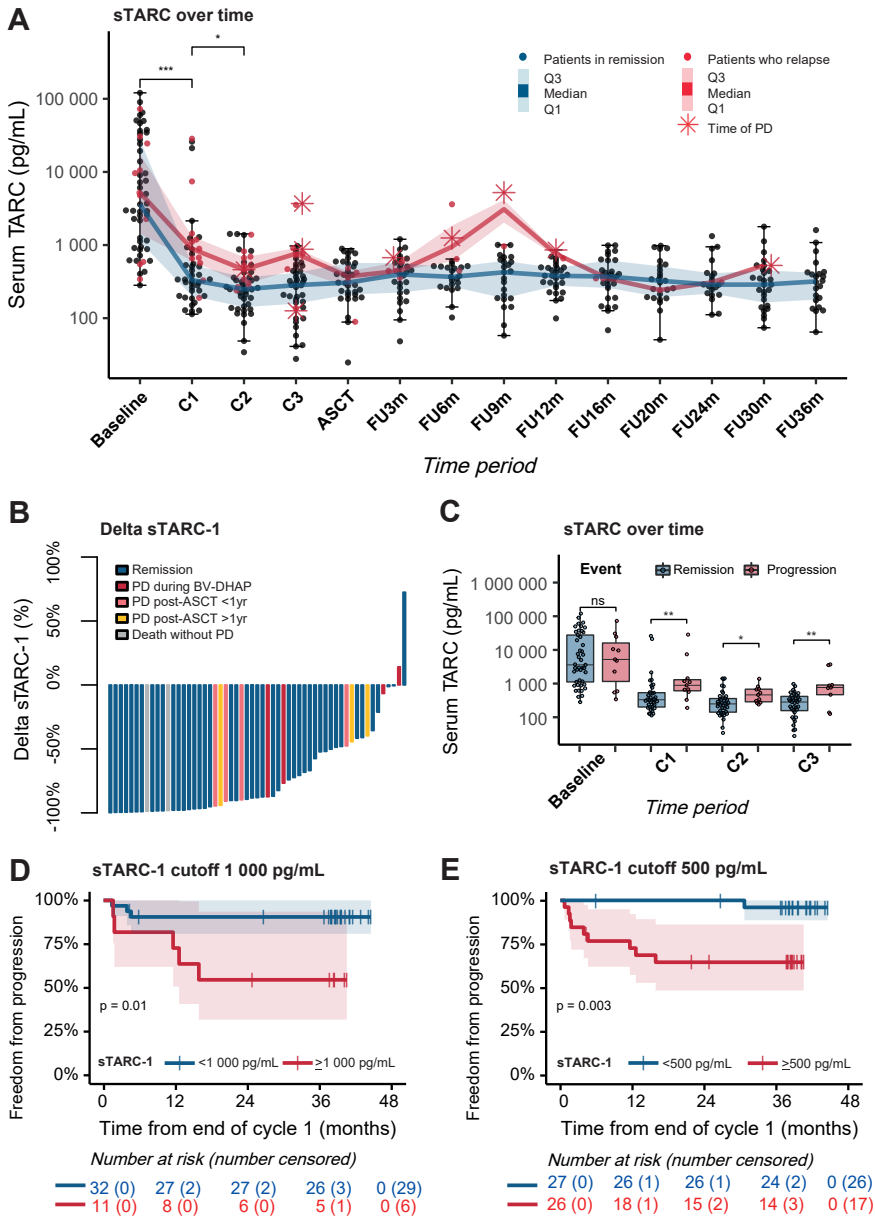 A
sTARC over time
***
*
Patients in remission
Q3
Median
Q1
Patients who relapse
Q3
Median
Q1
Time of PD
Serum TARC (pg/mL)
100 000
10 000
1 000
100
Baseline
C1
C2
C3
ASCT
FU3m
FU6m
FU9m
FU12m
FU16m
FU20m
FU24m
FU30m
FU36m
Time period
B
Delta sTARC-1
Remission
PD during BV-DHAP
PD post-ASCT <1yr
PD post-ASCT >1yr
Death without PD
Delta sTARC-1 (%)
100%
50%
0%
-50%
-100%
C
sTARC over time
Event
Remission
Progression
Serum TARC (pg/mL)
1 000 000
100 000
10 000
1 000
100
ns
**
*
**
Baseline
C1
C2
C3
Time period
D
sTARC-1 cutoff 1 000 pg/mL
Freedom from progression
100%
75%
50%
25%
0%
p = 0.01
sTARC-1
<1 000 pg/mL
≥1 000 pg/mL
0 12 24 36 48
Time from end of cycle 1 (months)
Number at risk (number censored)
32 (0) 27 (2) 27 (2) 26 (3) 0 (29)
11 (0) 8 (0) 6 (0) 5 (1) 0 (6)
E
sTARC-1 cutoff 500 pg/mL
Freedom from progression
100%
75%
50%
25%
0%
p = 0.003
sTARC-1
<500 pg/mL
≥500 pg/mL
0 12 24 36 48
Time from end of cycle 1 (months)
Number at risk (number censored)
27 (0) 26 (1) 26 (1) 24 (2) 0 (26)
26 (0) 18 (1) 15 (2) 14 (3) 0 (17)